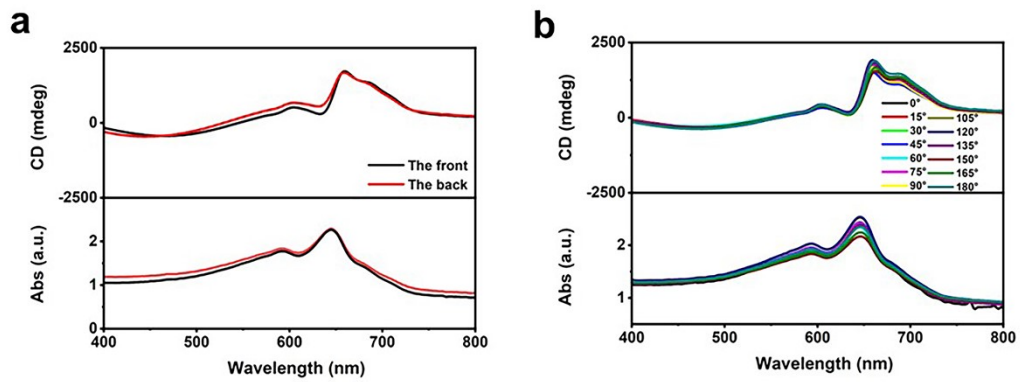 a
2500
0
-2500
CD (mdeg)
The front
The back
2
1
0
Abs (a.u.)
400 500 600 700 800
Wavelength (nm)
b
2500
0
-2500
CD (mdeg)
0° 105°
15° 120°
30° 135°
45° 150°
60° 165°
75° 180°
90°
2
1
Abs (a.u.)
400 500 600 700 800
Wavelength (nm)